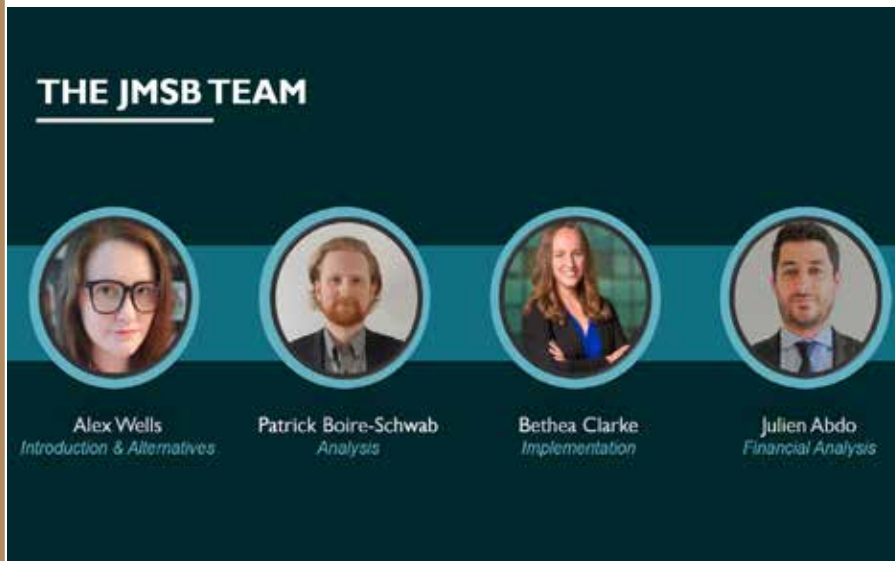 THE JMSB TEAM
Alex Wells
Introduction & Alternatives
Patrick Boire-Schwab
Analysis
Bethea Clarke
Implementation
Julien Abdo
Financial Analysis